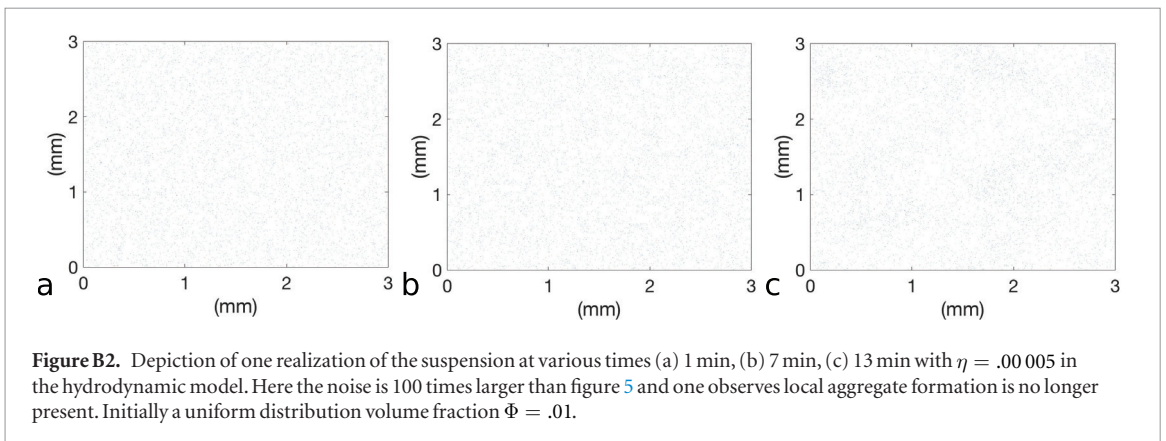 3
2
1
0
(mm)
a
0
1
2
3
(mm)
3
2
1
0
(mm)
b
0
1
2
3
(mm)
3
2
1
0
(mm)
c
0
1
2
3
(mm)
Figure B2. Depiction of one realization of the suspension at various times (a) 1 min, (b) 7 min, (c) 13 min with η = .00 005 in
the hydrodynamic model. Here the noise is 100 times larger than figure 5 and one observes local aggregate formation is no longer
present. Initially a uniform distribution volume fraction Φ = .01.